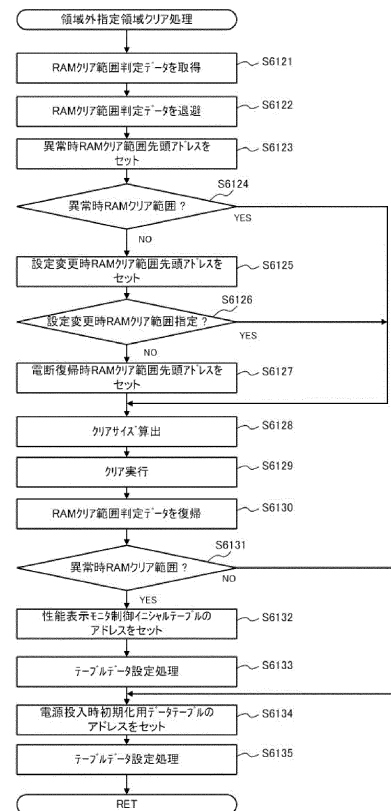 領域外指定領域クリア処理
RAMクリア範囲判定データを取得
S6121
RAMクリア範囲判定データを退避
S6122
異常時RAMクリア範囲先頭アドレスを
セット
S6123
S6124
異常時RAMクリア範囲?
YES
NO
設定変更時RAMクリア範囲先頭アドレスを
セット
S6125
S6126
設定変更時RAMクリア範囲指定?
YES
NO
電断復帰時RAMクリア範囲先頭アドレスを
セット
S6127
クリアサイズ算出
S6128
クリア実行
S6129
RAMクリア範囲判定データを復帰
S6130
S6131
異常時RAMクリア範囲?
NO
YES
性能表示モニタ制御イニシャルテーブルの
アドレスをセット
S6132
テーブルデータ設定処理
S6133
電源投入時初期化用データテーブルの
アドレスをセット
S6134
テーブルデータ設定処理
S6135
RET